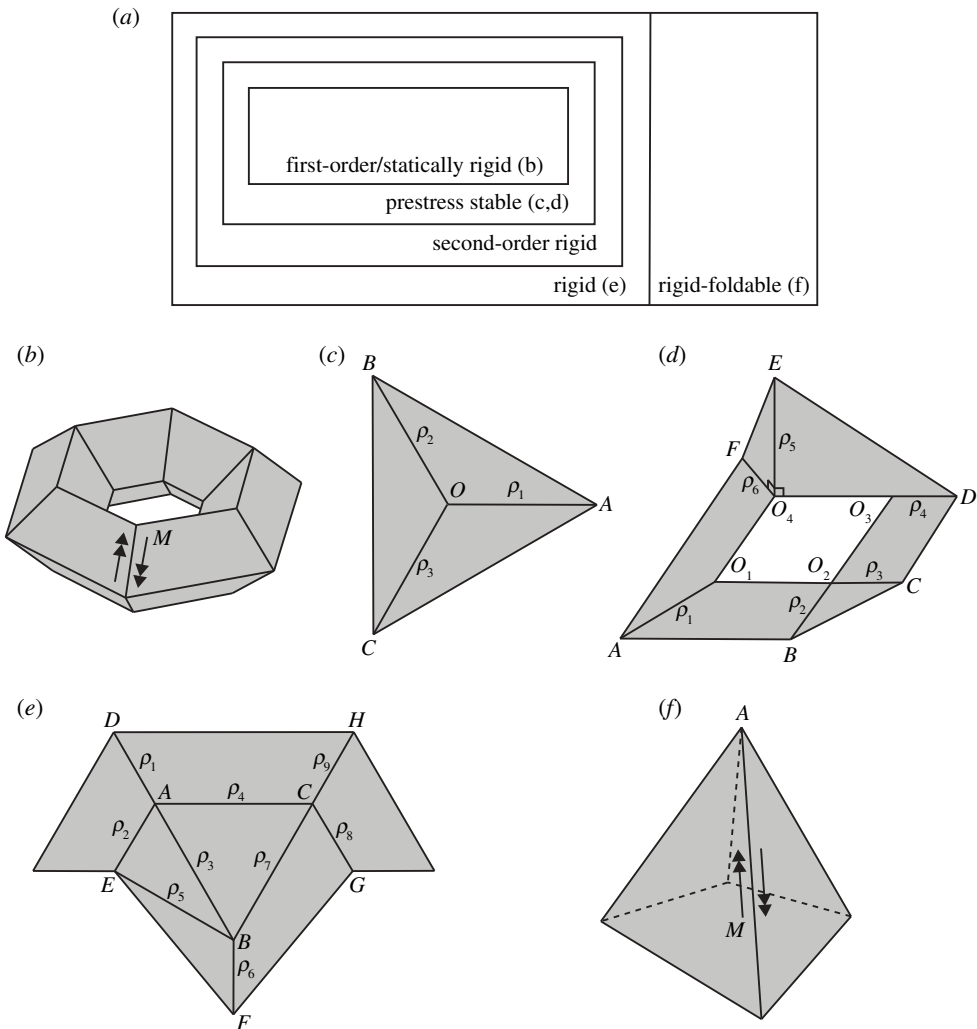 (a)
first-order/statically rigid (b)
prestress stable (c,d)
second-order rigid
rigid (e)
rigid-foldable (f)
(b)
M
(c)
B
ρ2
O
ρ1
A
ρ3
C
(d)
E
F
ρ5
ρ6
O4
O3
ρ4
D
O1
O2
ρ3
C
ρ1
ρ2
A
B
(e)
D
H
ρ1
ρ9
A
ρ4
C
ρ2
ρ8
ρ3
ρ7
E
ρ5
G
B
ρ6
F
(f)
A
M